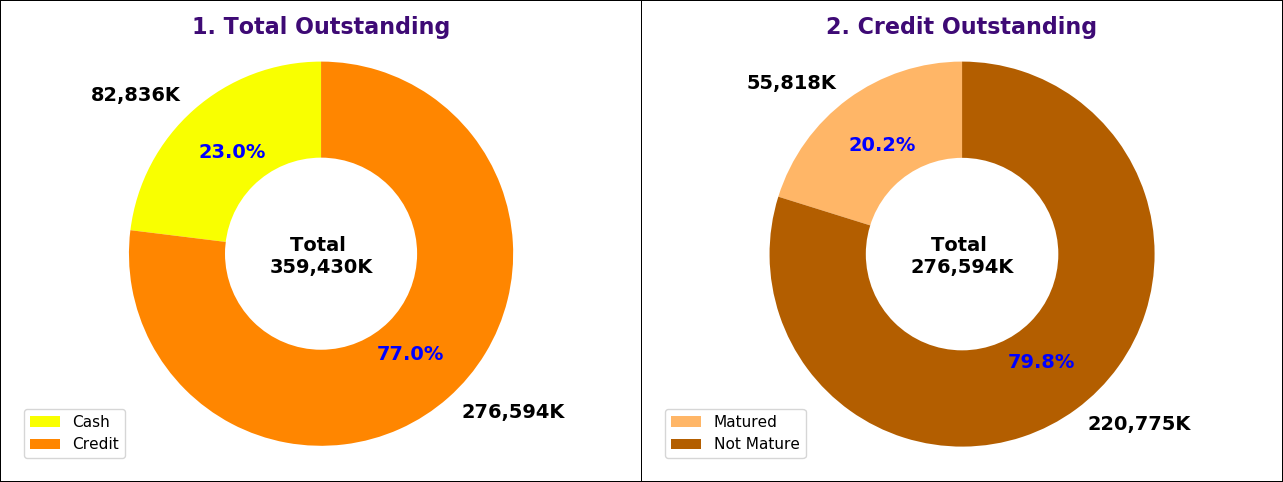 1. Total Outstanding
82,836K
23.0%
Total
359,430K
77.0%
276,594K
Cash
Credit
2. Credit Outstanding
55,818K
20.2%
Total
276,594K
79.8%
220,775K
Matured
Not Mature